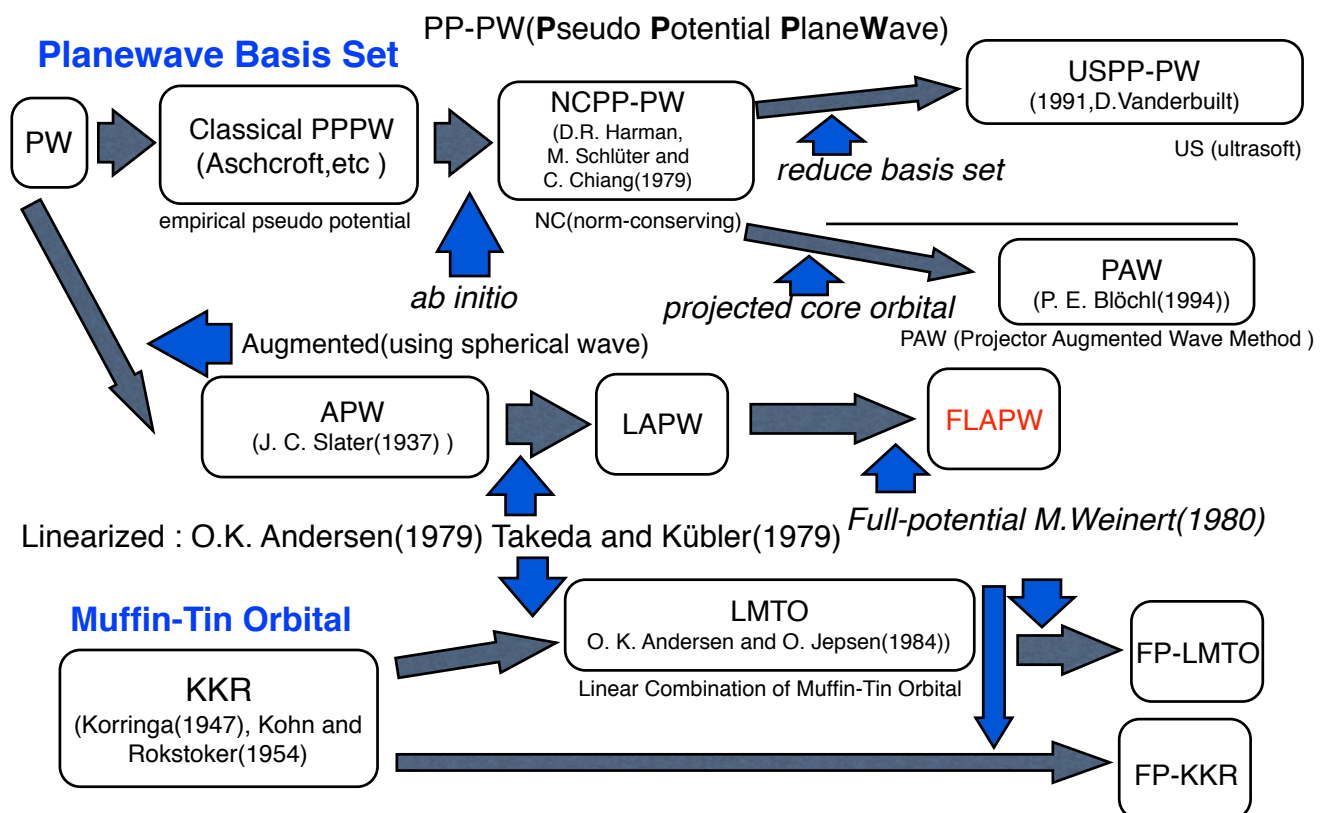 PP-PW(Pseudo Potential PlaneWave)
Planewave Basis Set
PW
Classical PPPW
(Aschcroft,etc )
empirical pseudo potential
NCPP-PW
(D.R. Harman,
M. Schlüter and
C. Chiang(1979)
NC(norm-conserving)
USPP-PW
(1991,D.Vanderbuilt)
US (ultrasoft)
reduce basis set
ab initio
projected core orbital
PAW
(P. E. Blöchl(1994))
PAW (Projector Augmented Wave Method )
Augmented(using spherical wave)
APW
(J. C. Slater(1937) )
LAPW
FLAPW
Full-potential M.Weinert(1980)
Linearized : O.K. Andersen(1979) Takeda and Kübler(1979)
Muffin-Tin Orbital
LMTO
O. K. Andersen and O. Jepsen(1984))
Linear Combination of Muffin-Tin Orbital
FP-LMTO
KKR
(Korringa(1947), Kohn and
Rokstoker(1954)
FP-KKR